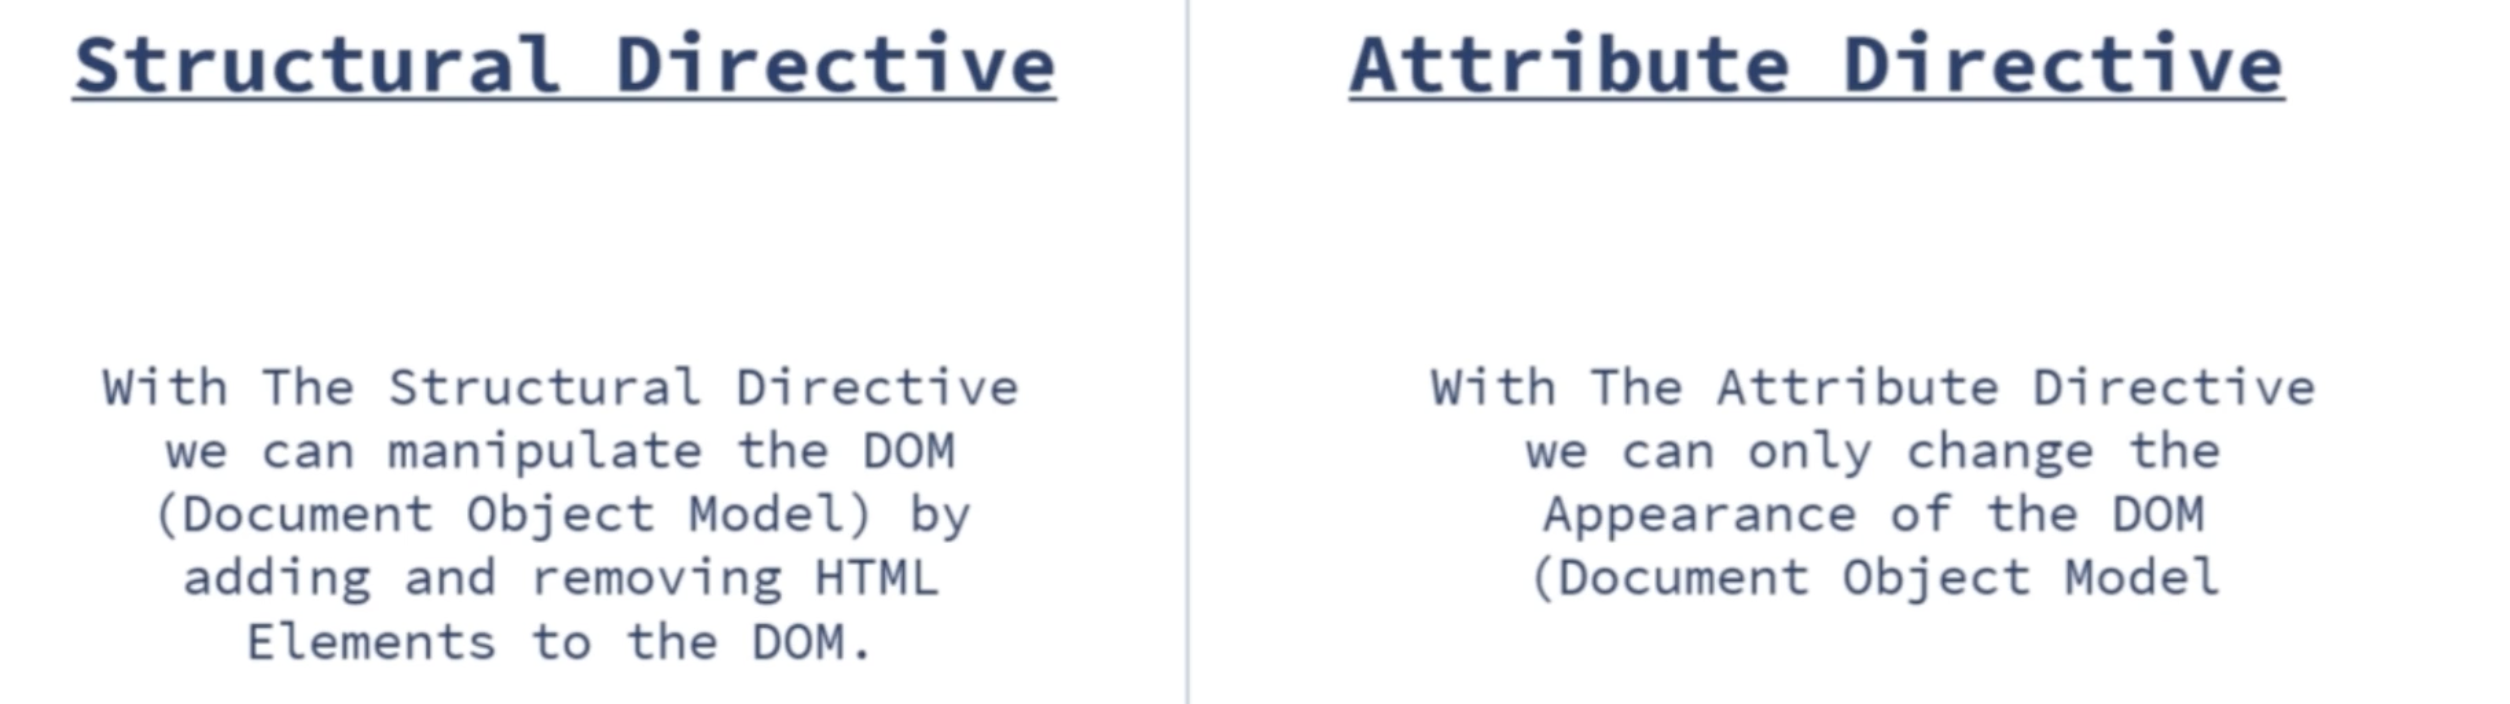 Structural Directive
With The Structural Directive
we can manipulate the DOM
(Document Object Model) by
adding and removing HTML
Elements to the DOM.
Attribute Directive
With The Attribute Directive
we can only change the
Appearance of the DOM
(Document Object Model